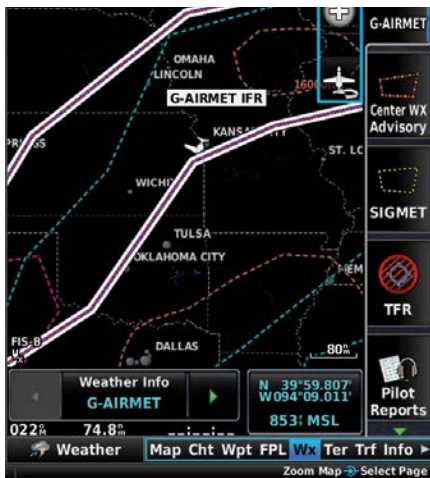 G-AIRMET
OMAHA
LINCOLN
G-AIRMET IFR
Center WX
Advisory
ST. LO
WICHI
SIGMET
TULSA
OKLAHOMA CITY
TFR
FIS-B
DALLAS
80
Pilot
Reports
Weather Info
G-AIRMET
N 39°59.807'
W094°09.011'
853 MSL
022
74.8
Weather
Map Cht Wpt FPL Wx Ter Trf Info
Zoom Map Select Page